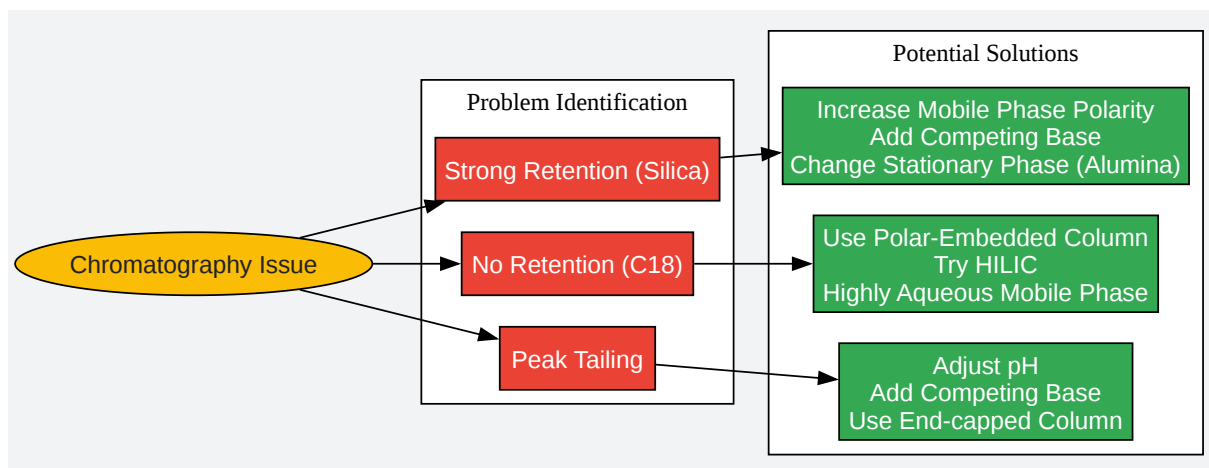 Chromatography Issue
Problem Identification
Strong Retention (Silica)
No Retention (C18)
Peak Tailing
Potential Solutions
Increase Mobile Phase Polarity
Add Competing Base
Change Stationary Phase (Alumina)
Use Polar-Embedded Column
Try HILIC
Highly Aqueous Mobile Phase
Adjust pH
Add Competing Base
Use End-capped Column